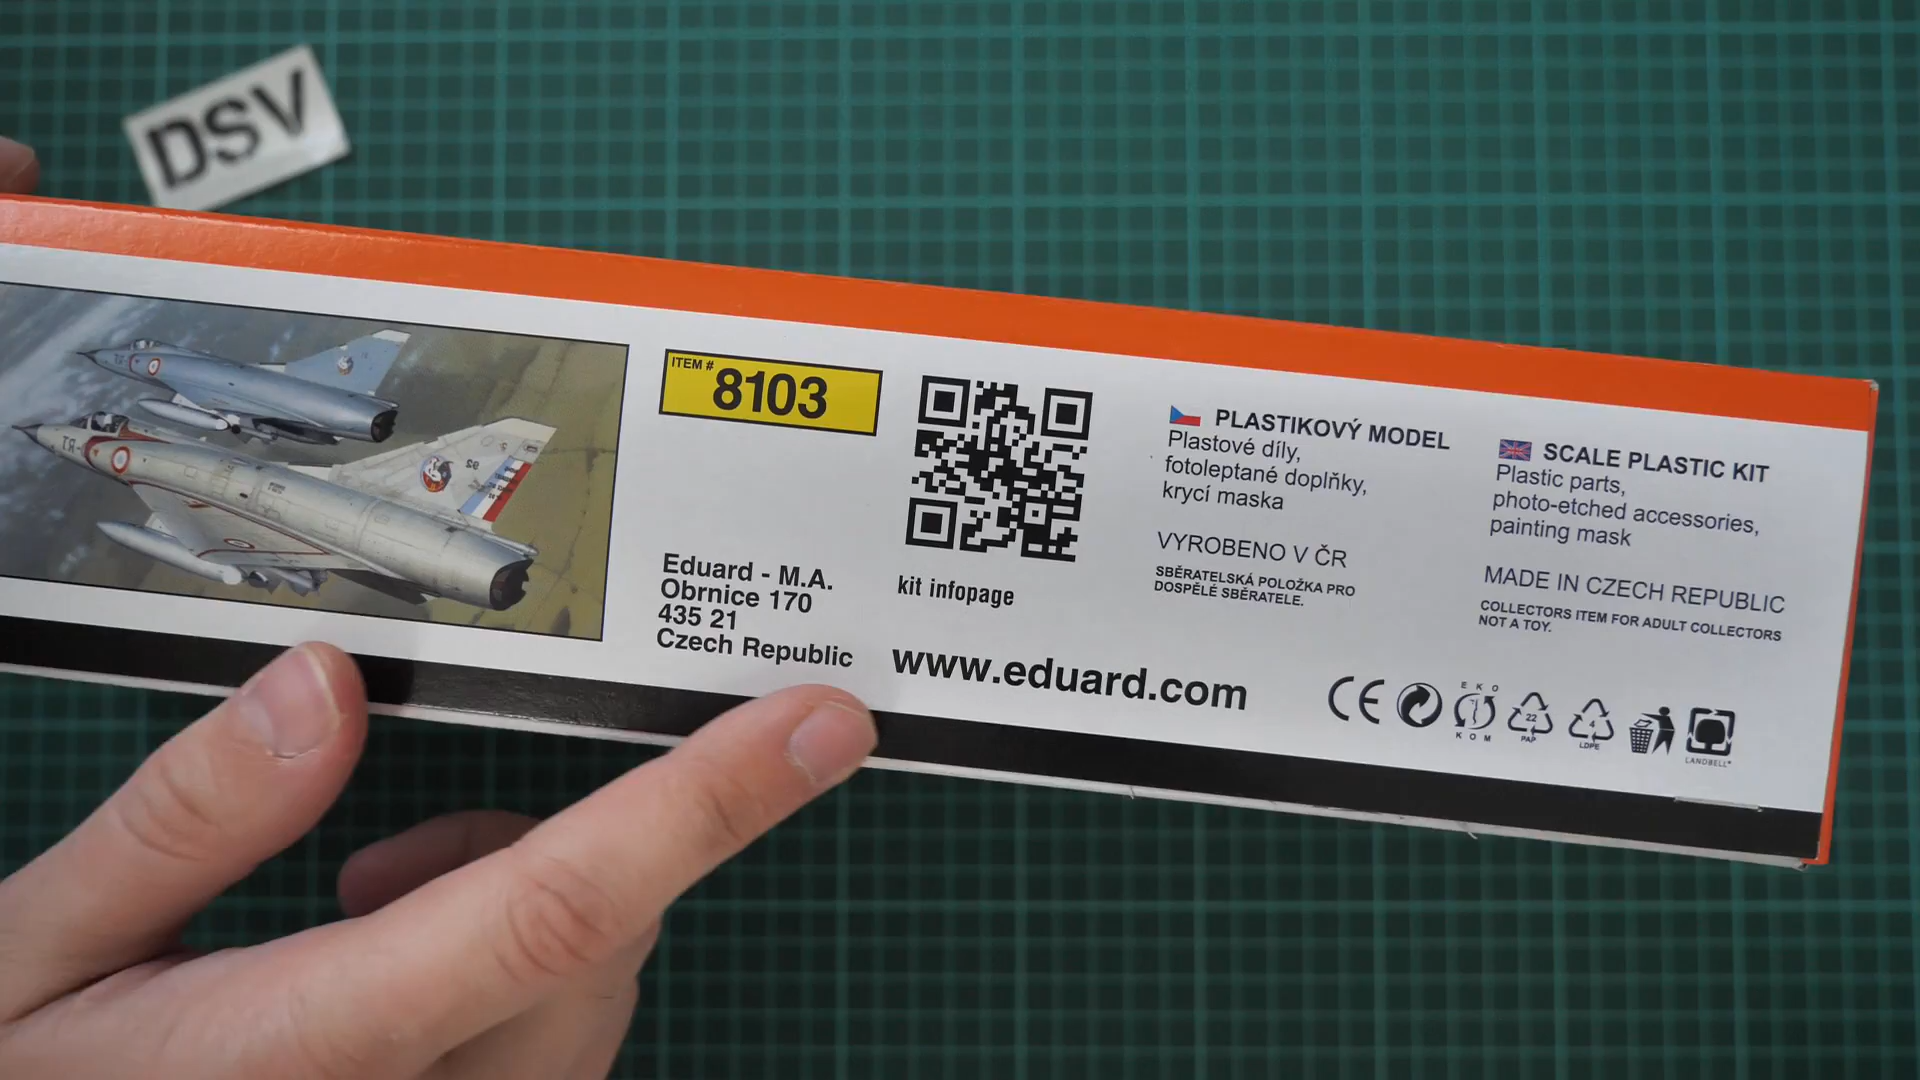 DSV
ITEM #
8103
Eduard - M.A.
Obrnice 170
435 21
Czech Republic
kit infopage
www.eduard.com
PLASTIKOVÝ MODEL
Plastové díly,
fotoleptané doplňky,
krycí maska
VYROBENO V ČR
SBĚRATELSKÁ POLOŽKA PRO
DOSPĚLÉ SBĚRATELE.
SCALE PLASTIC KIT
Plastic parts,
photo-etched accessories,
painting mask
MADE IN CZECH REPUBLIC
COLLECTORS ITEM FOR ADULT COLLECTORS
NOT A TOY.
CE
EKO
KOM
22
PAP
4
LDPE
LANDBELL®